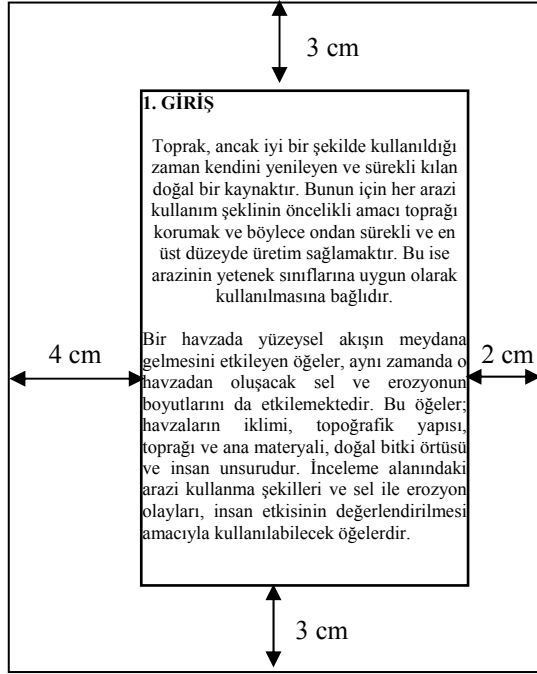 3 cm
1. GİRİŞ
Toprak, ancak iyi bir şekilde kullanıldığı
zaman kendini yenileyen ve sürekli kılan
doğal bir kaynaktır. Bunun için her arazi
kullanım şeklinin öncelikli amacı toprağı
korumak ve böylece ondan sürekli ve en
üst düzeyde üretim sağlamaktır. Bu ise
arazinin yetenek sınıflarına uygun olarak
kullanılmasına bağlıdır.
Bir havzada yüzeysel akışın meydana
gelmesini etkileyen öğeler, aynı zamanda o
havzadan oluşacak sel ve erozyonun
boyutlarını da etkilemektedir. Bu öğeler;
havzaların iklimi, topoğrafik yapısı,
toprağı ve ana materyali, doğal bitki örtüsü
ve insan unsurudur. İnceleme alanındaki
arazi kullanma şekilleri ve sel ile erozyon
olayları, insan etkisinin değerlendirilmesi
amacıyla kullanılabilecek öğelerdir.
4 cm
2 cm
3 cm